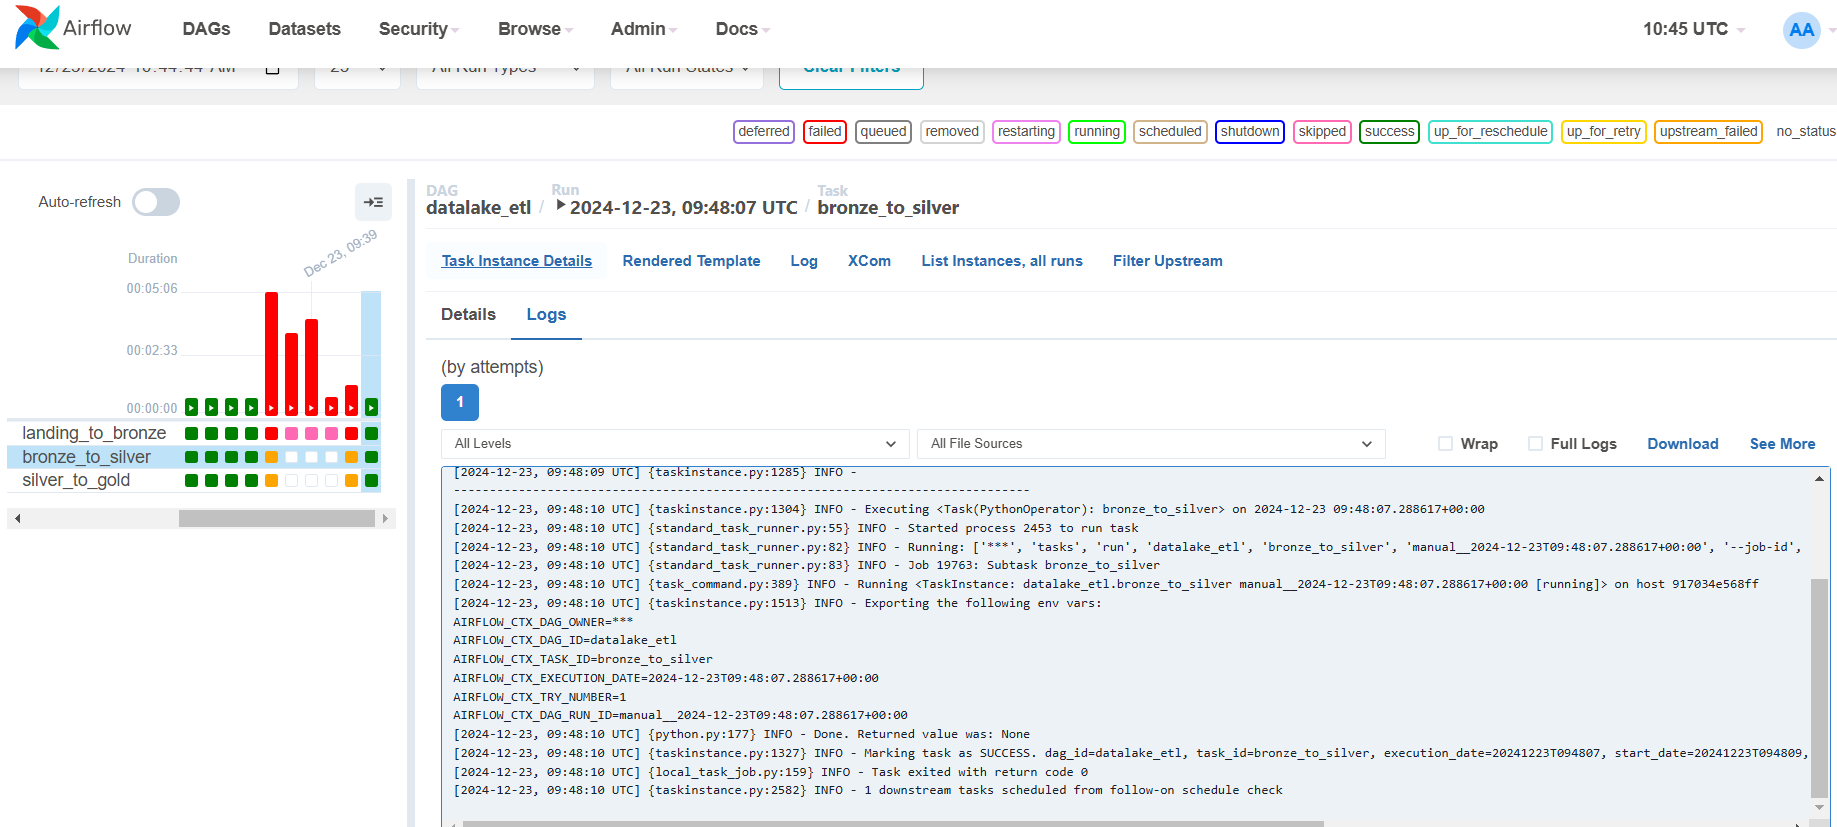 Airflow
DAGs
Datasets
Security
Browse
Admin
Docs
10:45 UTC
AA
12/23/2024 10:44:44 AM
25
All Run Types
All Run States
Clear Filters
deferred
failed
queued
removed
restarting
running
scheduled
shutdown
skipped
success
up_for_reschedule
up_for_retry
upstream_failed
no_status
Auto-refresh
Duration
Dec 23, 09:39
00:05:06
00:02:33
00:00:00
landing_to_bronze
bronze_to_silver
silver_to_gold
DAG
datalake_etl
/
Run
2024-12-23, 09:48:07 UTC
/
Task
bronze_to_silver
Task Instance Details
Rendered Template
Log
XCom
List Instances, all runs
Filter Upstream
Details
Logs
(by attempts)
1
All Levels
All File Sources
Wrap
Full Logs
Download
See More
[2024-12-23, 09:48:09 UTC] {taskinstance.py:1285} INFO -
--------------------------------------------------------------------------------
[2024-12-23, 09:48:10 UTC] {taskinstance.py:1304} INFO - Executing <Task(PythonOperator): bronze_to_silver> on 2024-12-23 09:48:07.288617+00:00
[2024-12-23, 09:48:10 UTC] {standard_task_runner.py:55} INFO - Started process 2453 to run task
[2024-12-23, 09:48:10 UTC] {standard_task_runner.py:82} INFO - Running: ['***', 'tasks', 'run', 'datalake_etl', 'bronze_to_silver', 'manual__2024-12-23T09:48:07.288617+00:00', '--job-id',
[2024-12-23, 09:48:10 UTC] {standard_task_runner.py:83} INFO - Job 19763: Subtask bronze_to_silver
[2024-12-23, 09:48:10 UTC] {task_command.py:389} INFO - Running <TaskInstance: datalake_etl.bronze_to_silver manual__2024-12-23T09:48:07.288617+00:00 [running]> on host 917034e568ff
[2024-12-23, 09:48:10 UTC] {taskinstance.py:1513} INFO - Exporting the following env vars:
AIRFLOW_CTX_DAG_OWNER=***
AIRFLOW_CTX_DAG_ID=datalake_etl
AIRFLOW_CTX_TASK_ID=bronze_to_silver
AIRFLOW_CTX_EXECUTION_DATE=2024-12-23T09:48:07.288617+00:00
AIRFLOW_CTX_TRY_NUMBER=1
AIRFLOW_CTX_DAG_RUN_ID=manual__2024-12-23T09:48:07.288617+00:00
[2024-12-23, 09:48:10 UTC] {python.py:177} INFO - Done. Returned value was: None
[2024-12-23, 09:48:10 UTC] {taskinstance.py:1327} INFO - Marking task as SUCCESS. dag_id=datalake_etl, task_id=bronze_to_silver, execution_date=20241223T094807, start_date=20241223T094809,
[2024-12-23, 09:48:10 UTC] {local_task_job.py:159} INFO - Task exited with return code 0
[2024-12-23, 09:48:10 UTC] {taskinstance.py:2582} INFO - 1 downstream tasks scheduled from follow-on schedule check